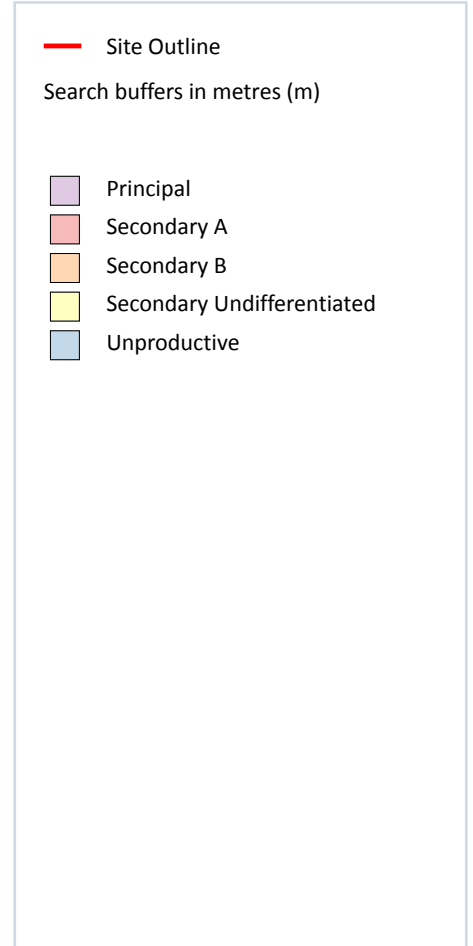 Site Outline
Search buffers in metres (m)
Principal
Secondary A
Secondary B
Secondary Undifferentiated
Unproductive